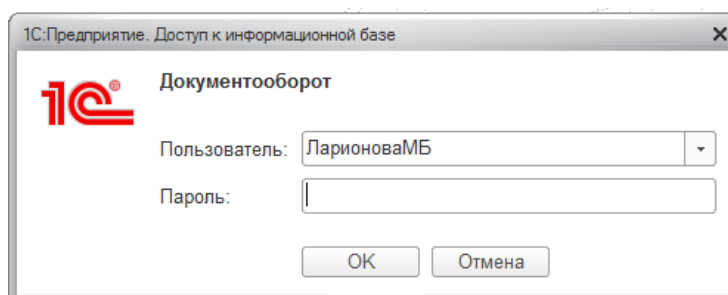 1С:Предприятие. Доступ к информационной базе
1С®
Документооборот
Пользователь: ЛарионоваМБ
Пароль:
OK Отмена